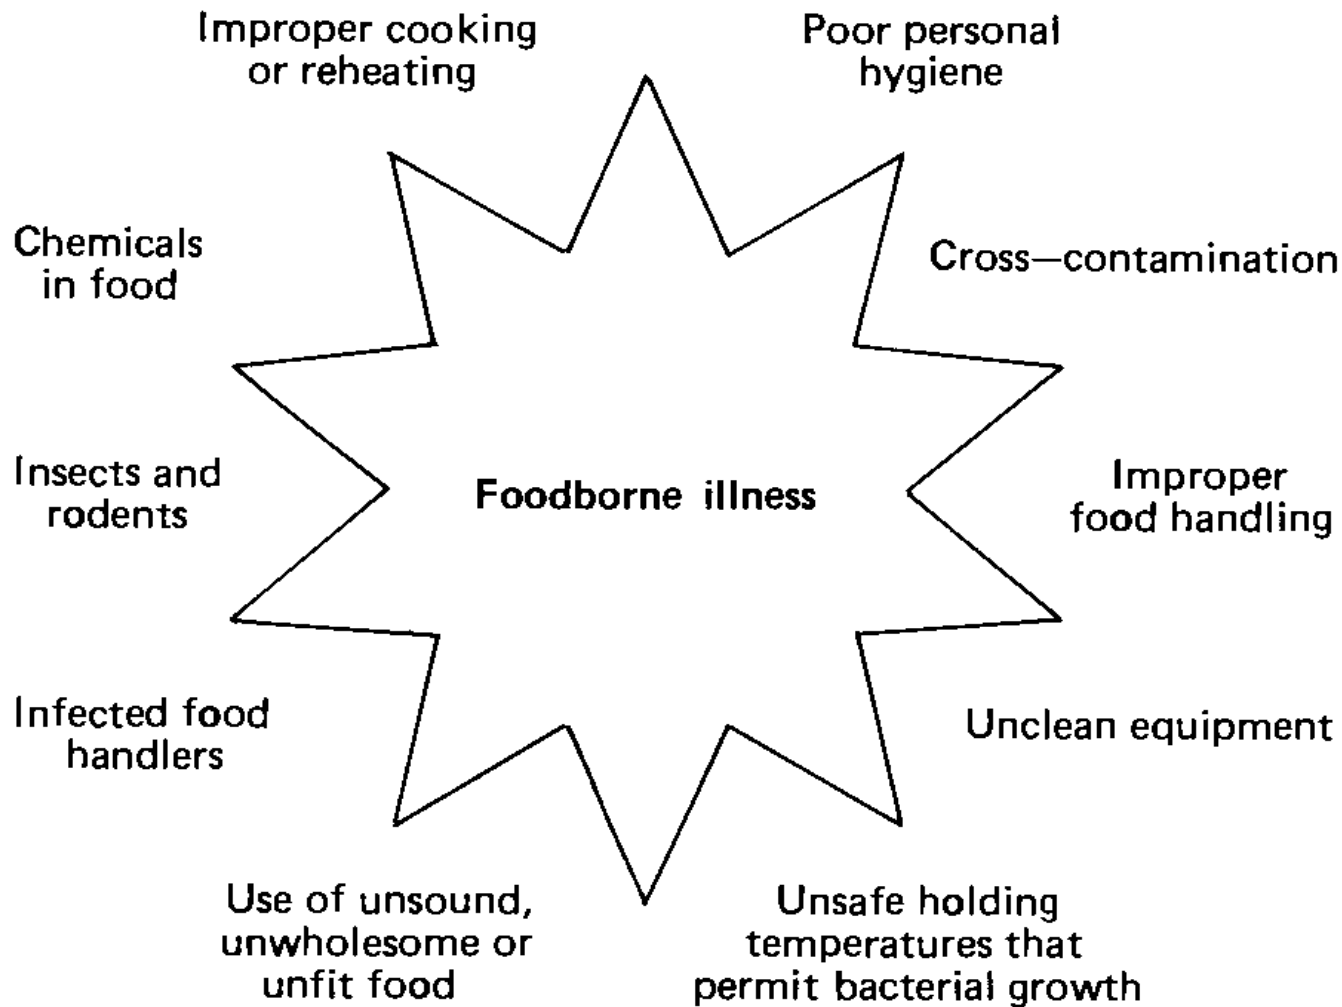 Improper cooking
or reheating
Poor personal
hygiene
Chemicals
in food
Cross—contamination
Insects and
rodents
Foodborne illness
Improper
food handling
Infected food
handlers
Unclean equipment
Use of unsound,
unwholesome or
unfit food
Unsafe holding
temperatures that
permit bacterial growth